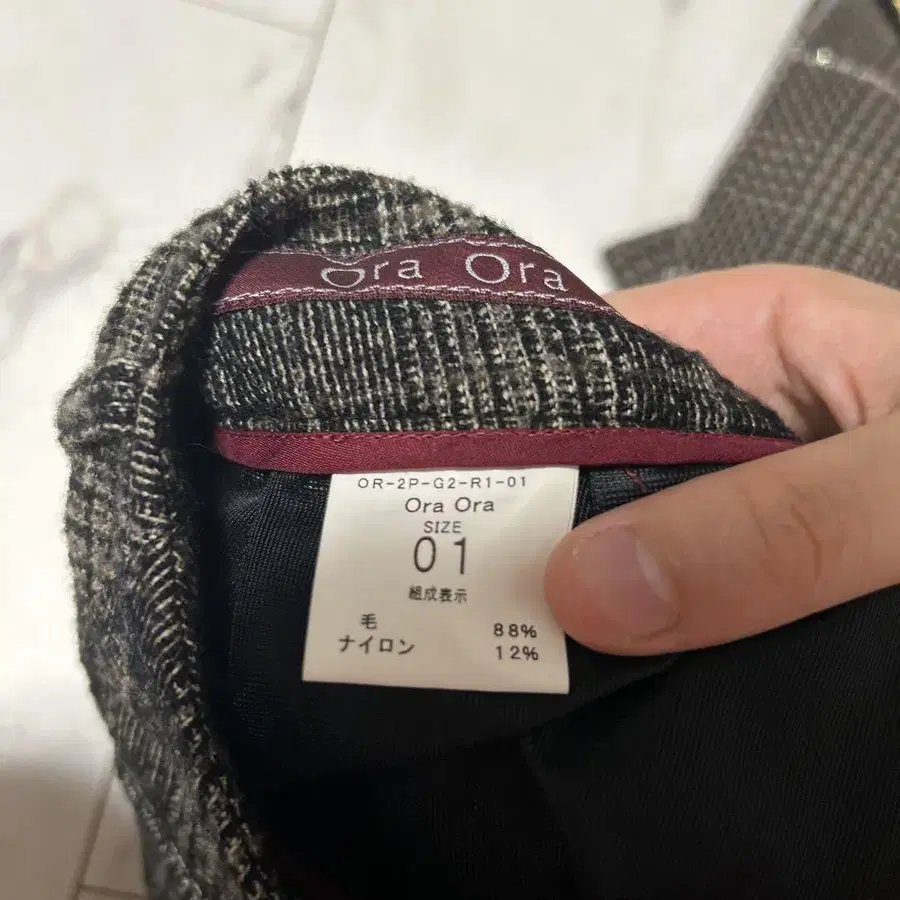 Ora Ora
OR-2P-G2-R1-01
Ora Ora
SIZE
01
組成表示
毛 88%
ナイロン 12%